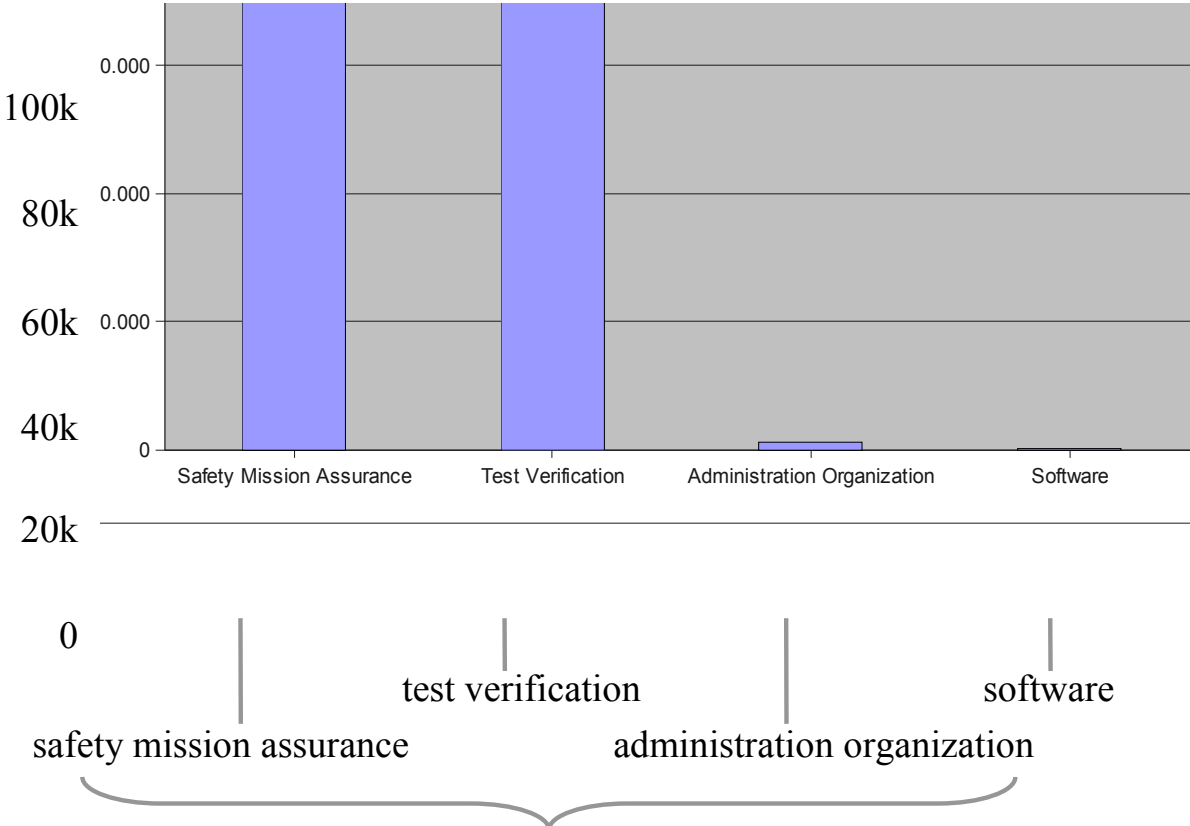 0.000
100k
0.000
80k
0.000
60k
40k
0
Safety Mission Assurance Test Verification Administration Organization Software
20k
0
test verification software
safety mission assurance administration organization